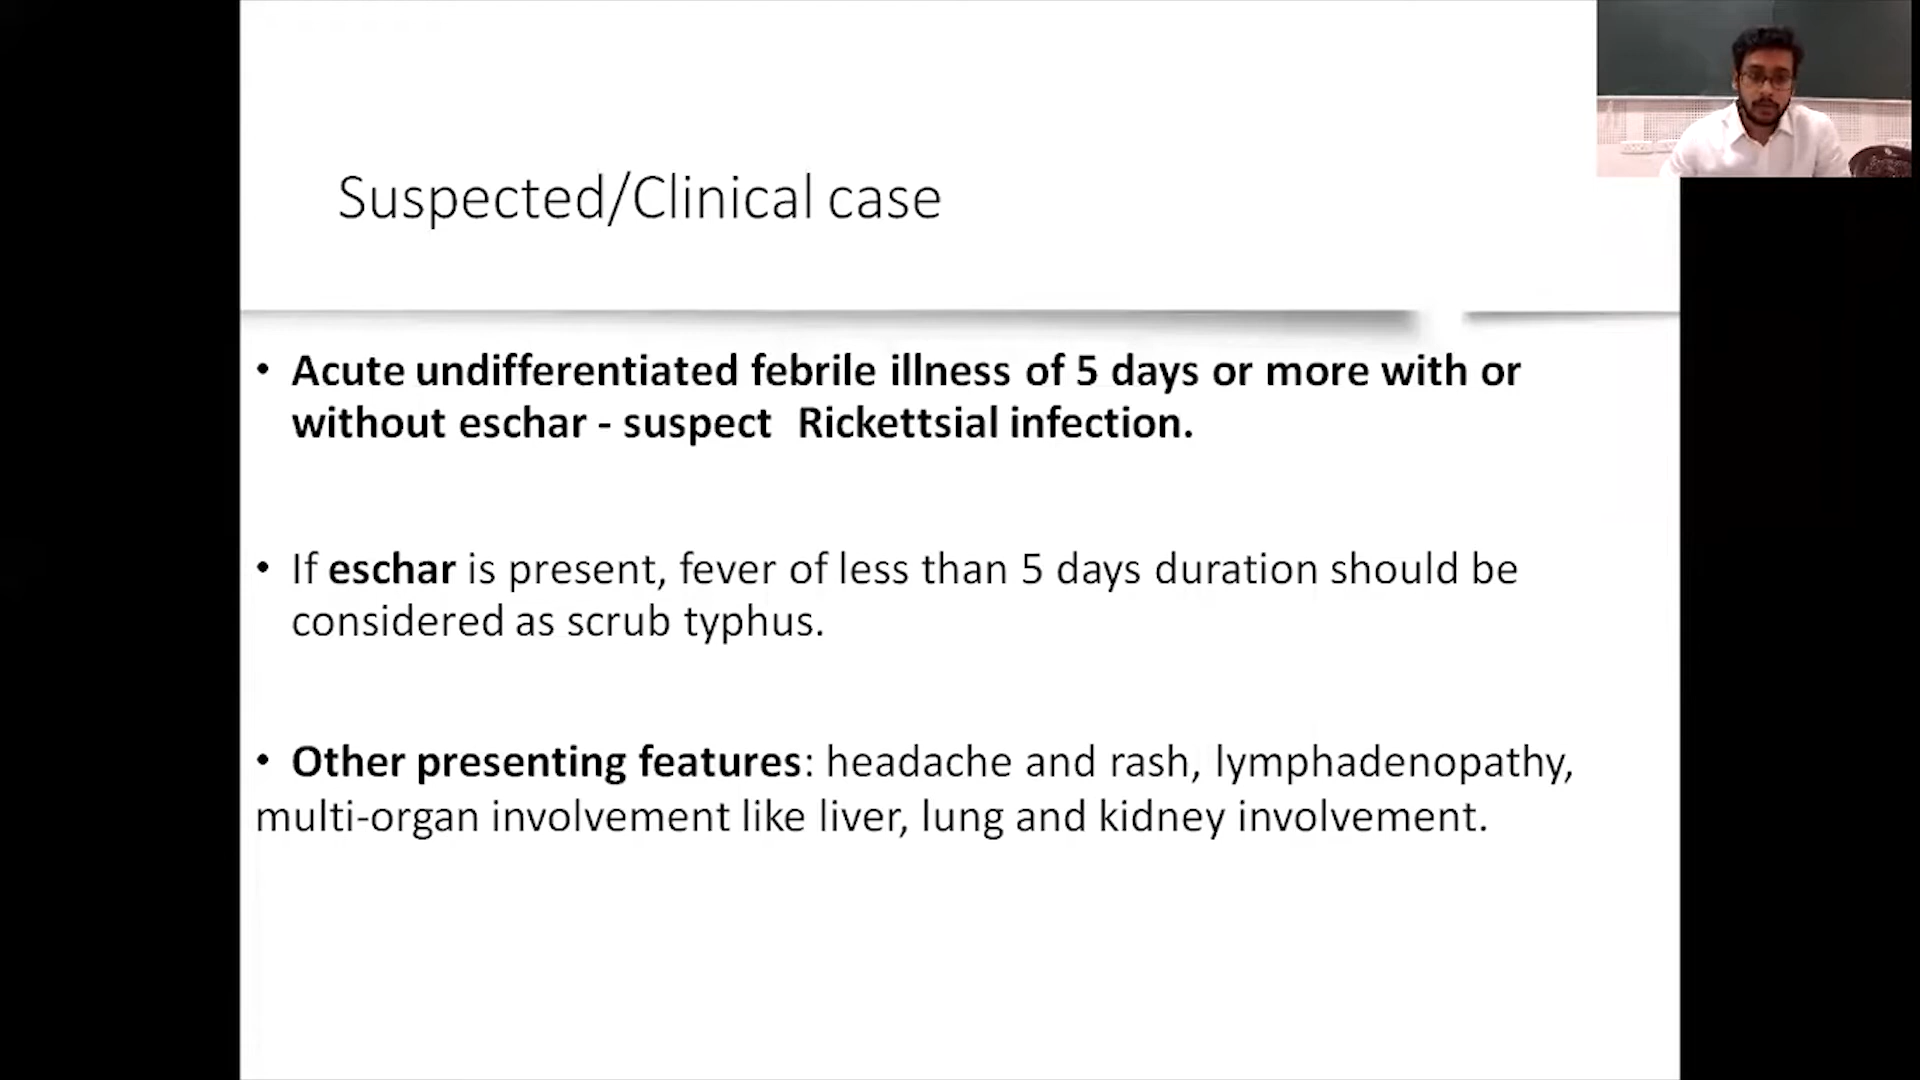 Suspected/Clinical case
• Acute undifferentiated febrile illness of 5 days or more with or
without eschar - suspect Rickettsial infection.
• If eschar is present, fever of less than 5 days duration should be
considered as scrub typhus.
• Other presenting features: headache and rash, lymphadenopathy,
multi-organ involvement like liver, lung and kidney involvement.